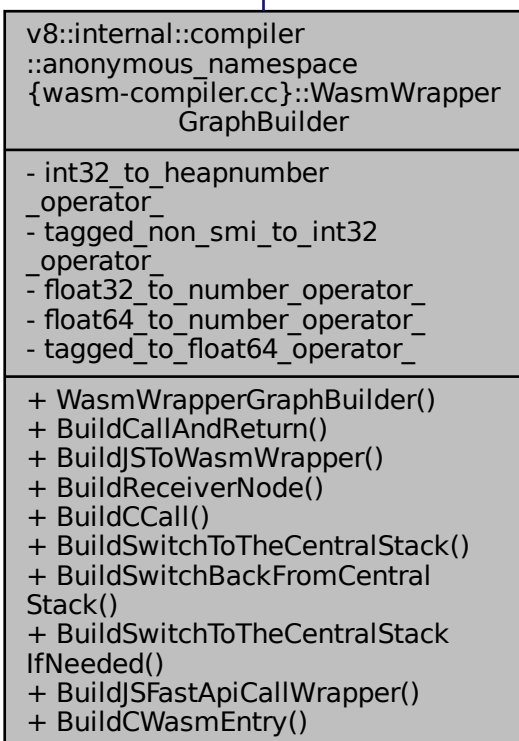 v8::internal::compiler
::anonymous_namespace
{wasm-compiler.cc}::WasmWrapper
GraphBuilder
- int32_to_heapnumber
_operator_
- tagged_non_smi_to_int32
_operator_
- float32_to_number_operator_
- float64_to_number_operator_
- tagged_to_float64_operator_
+ WasmWrapperGraphBuilder()
+ BuildCallAndReturn()
+ BuildJSToWasmWrapper()
+ BuildReceiverNode()
+ BuildCCall()
+ BuildSwitchToTheCentralStack()
+ BuildSwitchBackFromCentral
Stack()
+ BuildSwitchToTheCentralStack
IfNeeded()
+ BuildJSFastApiCallWrapper()
+ BuildCWasmEntry()